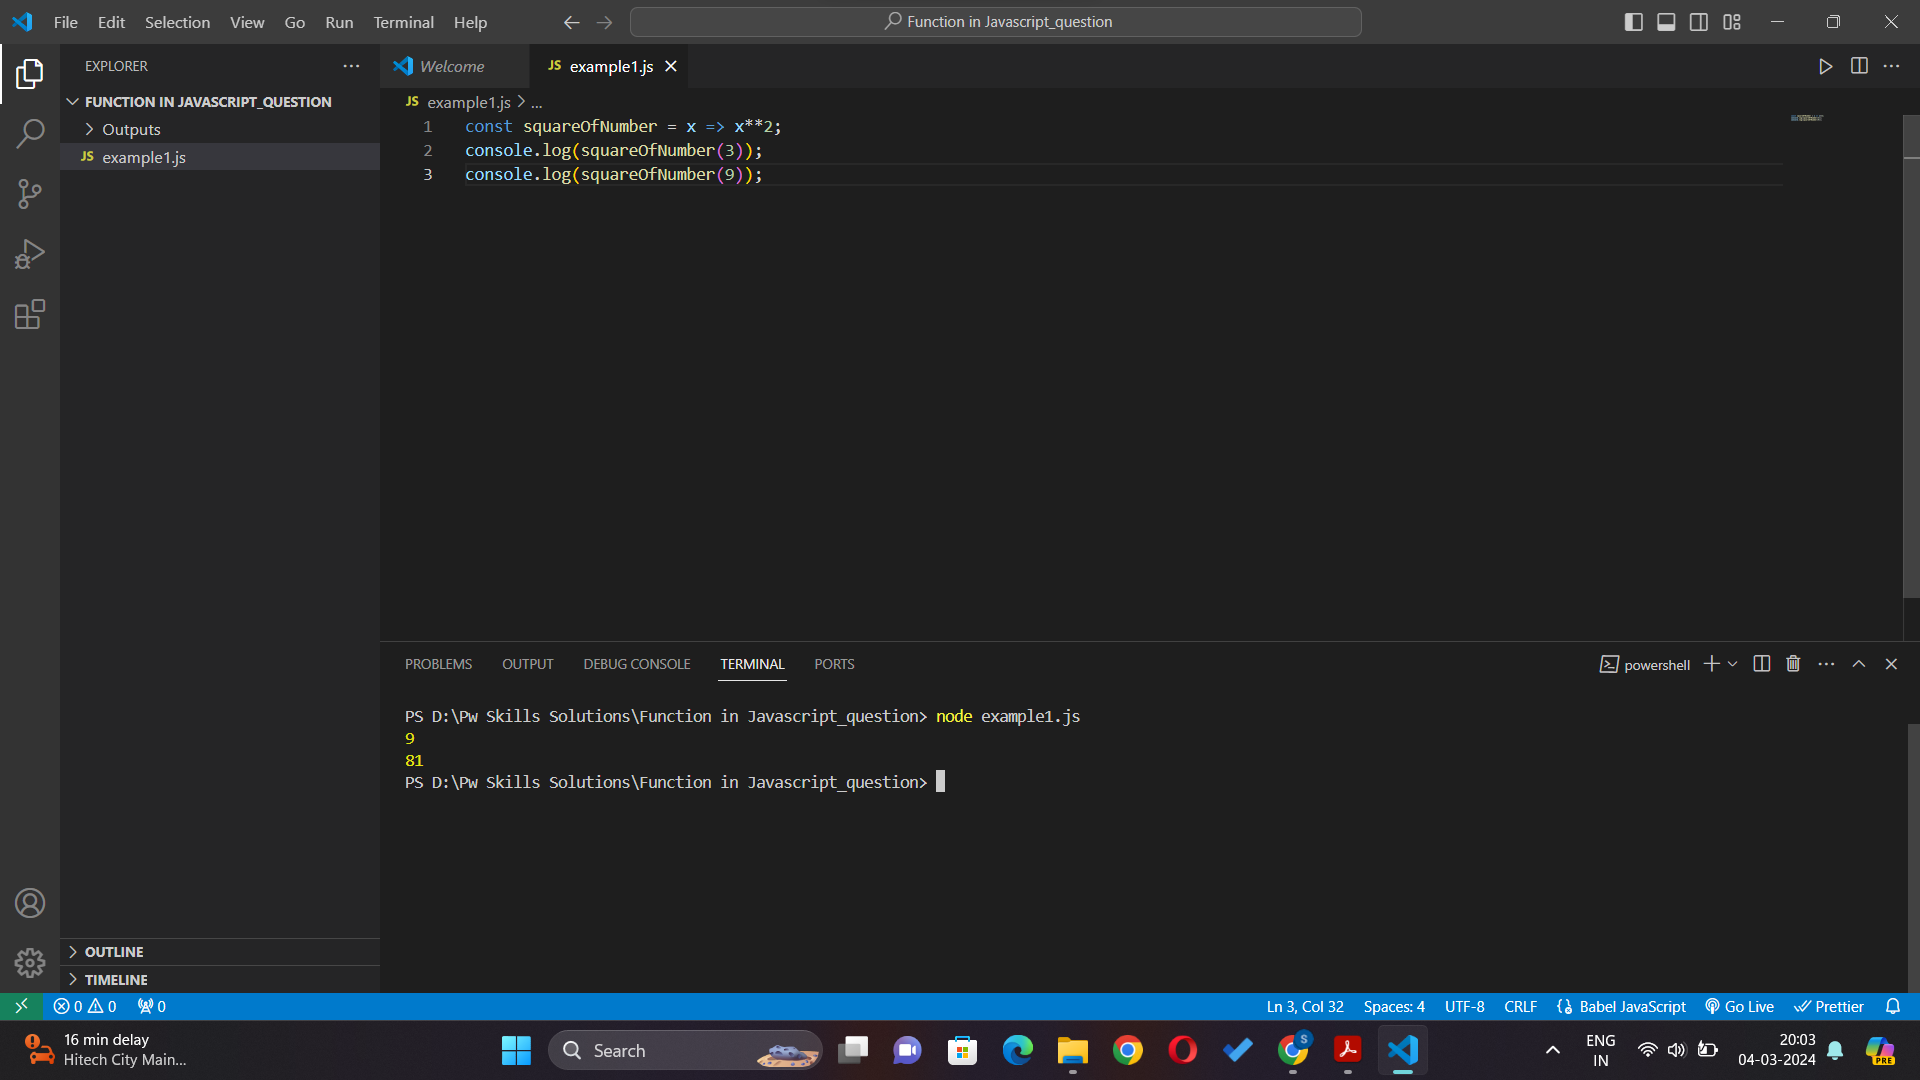 File Edit Selection View Go Run Terminal Help
Function in Javascript_question
EXPLORER
FUNCTION IN JAVASCRIPT_QUESTION
Outputs
JS example1.js
Welcome
JS example1.js
JS example1.js > ...
1 const squareOfNumber = x => x**2;
2 console.log(squareOfNumber(3));
3 console.log(squareOfNumber(9));
PROBLEMS OUTPUT DEBUG CONSOLE TERMINAL PORTS
powershell
PS D:\Pw Skills Solutions\Function in Javascript_question> node example1.js
9
81
PS D:\Pw Skills Solutions\Function in Javascript_question>
OUTLINE
TIMELINE
0 0 0
Ln 3, Col 32 Spaces: 4 UTF-8 CRLF Babel JavaScript Go Live Prettier
16 min delay
Hitech City Main...
Search
S
ENG
IN
20:03
04-03-2024
PRE